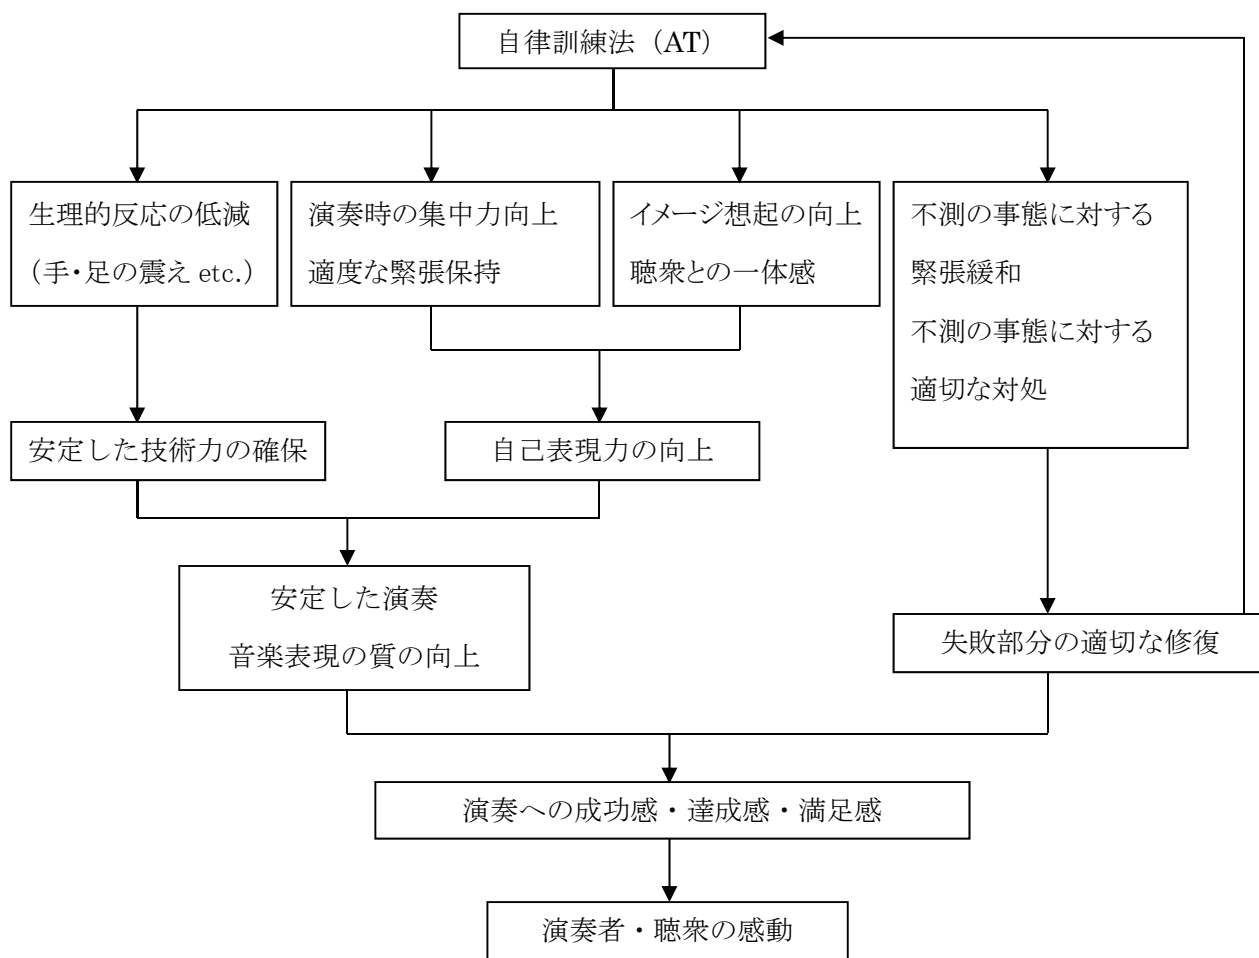 自律訓練法（AT）
生理的反応の低減
（手・足の震え etc.）
演奏時の集中力向上
適度な緊張保持
イメージ想起の向上
聴衆との一体感
不測の事態に対する
緊張緩和
不測の事態に対する
適切な対処
安定した技術力の確保
自己表現力の向上
安定した演奏
音楽表現の質の向上
失敗部分の適切な修復
演奏への成功感・達成感・満足感
演奏者・聴衆の感動